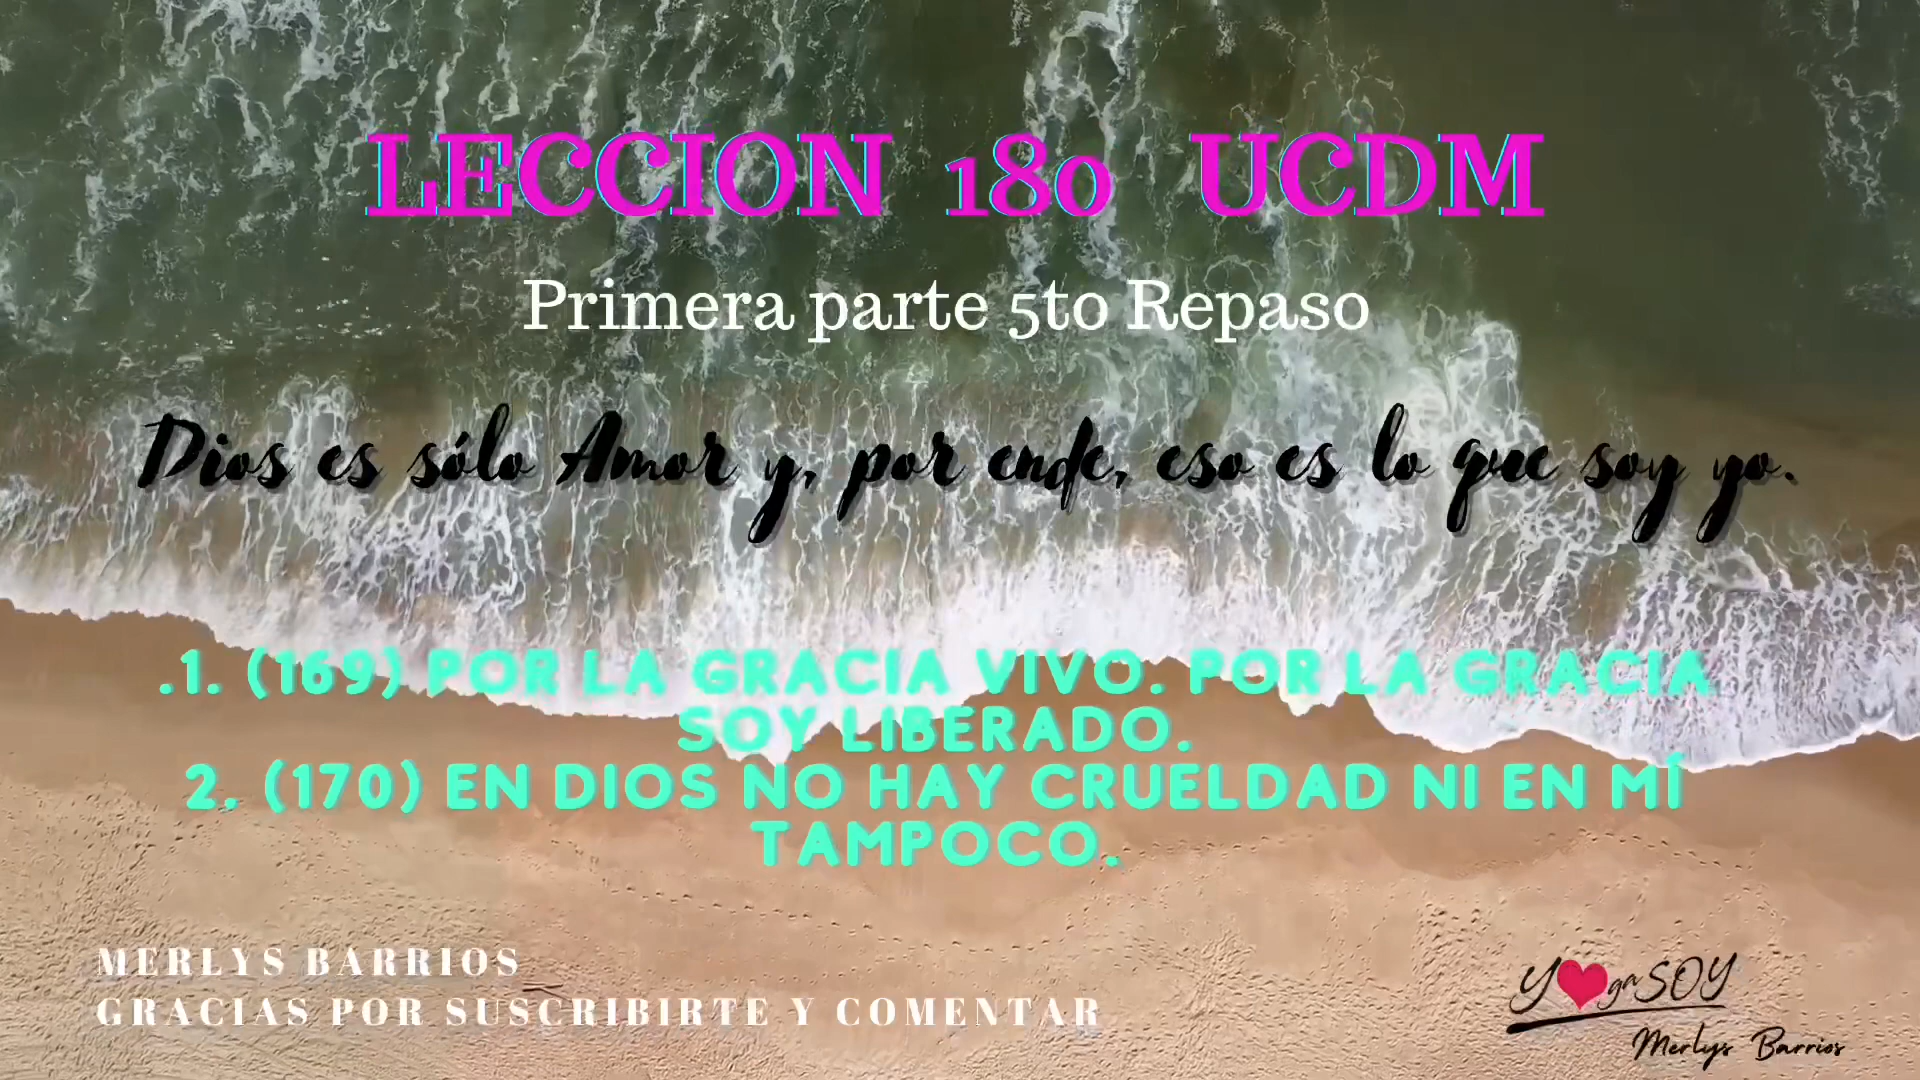 LECCION 180 UCDM
Primera parte 5to Repaso
Dios es sólo Amor y, por ende, eso es lo que soy yo.
.1. (169) POR LA GRACIA VIVO. POR LA GRACIA
SOY LIBERADO.
2. (170) EN DIOS NO HAY CRUELDAD NI EN MÍ
TAMPOCO.
MERLYS BARRIOS
GRACIAS POR SUSCRIBIRTE Y COMENTAR
Y❤gaSOY
Merlys Barrios